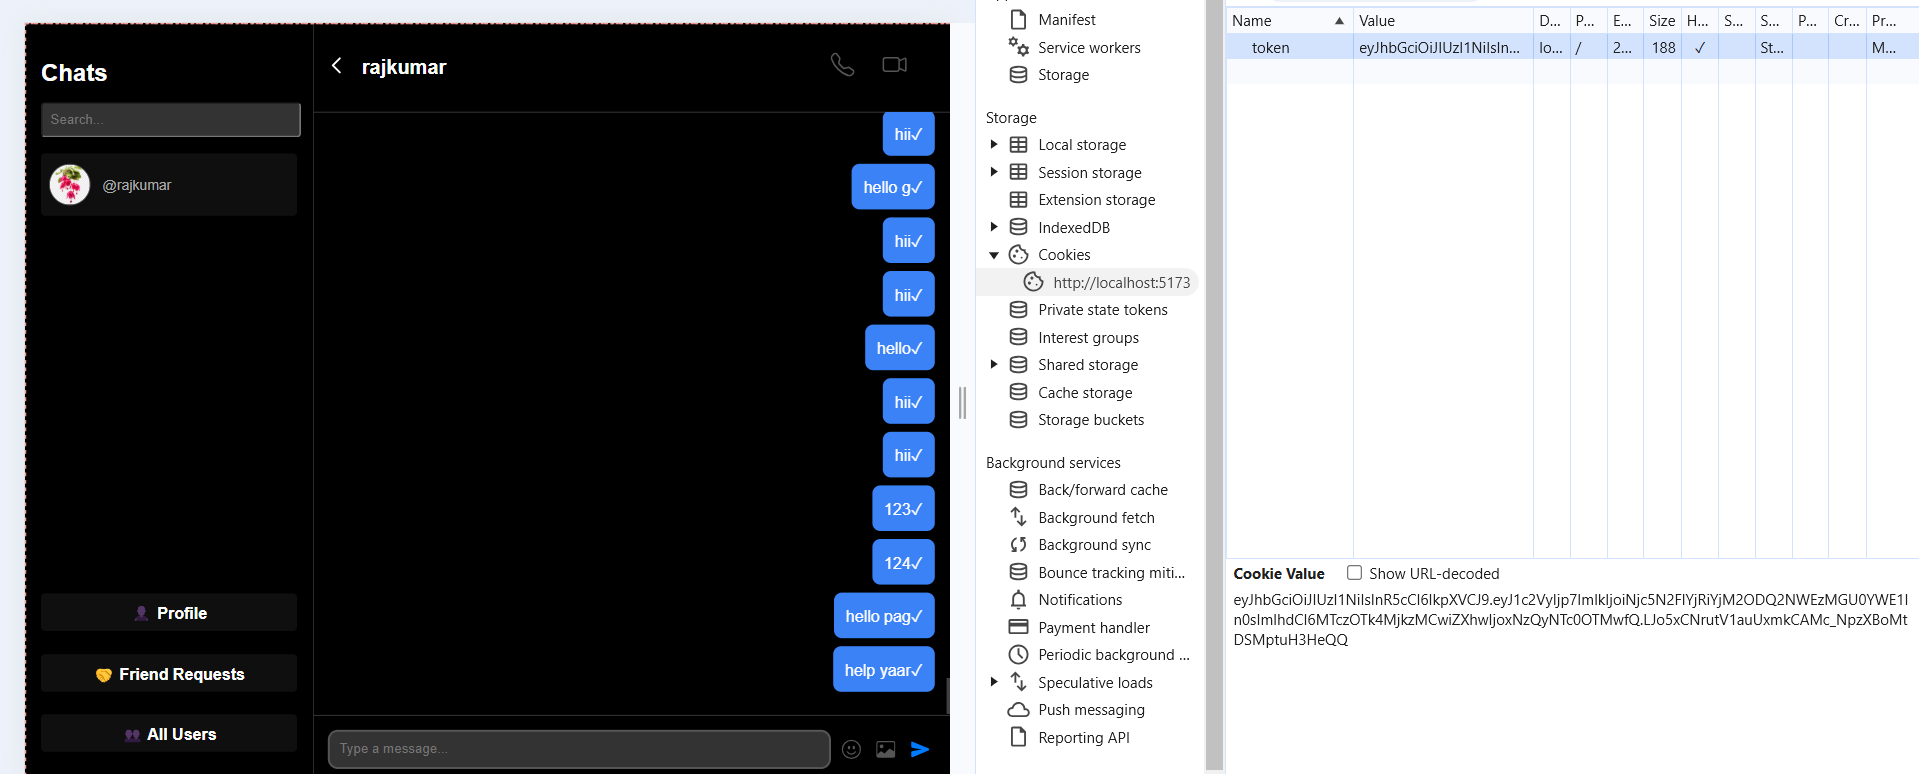 Chats
Search...
@rajkumar
Profile
Friend Requests
All Users
rajkumar
hii✓
hello g✓
hii✓
hii✓
hello✓
hii✓
hii✓
123✓
124✓
hello pag✓
help yaar✓
Type a message...
Manifest
Service workers
Storage
Storage
Local storage
Session storage
Extension storage
IndexedDB
Cookies
http://localhost:5173
Private state tokens
Interest groups
Shared storage
Cache storage
Storage buckets
Background services
Back/forward cache
Background fetch
Background sync
Bounce tracking miti...
Notifications
Payment handler
Periodic background ...
Speculative loads
Push messaging
Reporting API
Name Value D... P... E... Size H... S... S... P... Cr... Pr...
token eyJhbGciOiJIUzI1NiIsIn... lo... / 2... 188 ✓ St... M...
Cookie Value Show URL-decoded
eyJhbGciOiJIUzI1NiIsInR5cCI6IkpXVCJ9.eyJ1c2VyIjp7ImlkIjoiNjc5N2FlYjRiYjM2ODQ2NWEzMGU0YWE1I
n0sImlhdCI6MTczOTk4MjkzMCwiZXhwIjoxNzQyNTc0OTMwfQ.LJo5xCNrutV1auUxmkCAMc_NpzXBoMt
DSMptuH3HeQQ